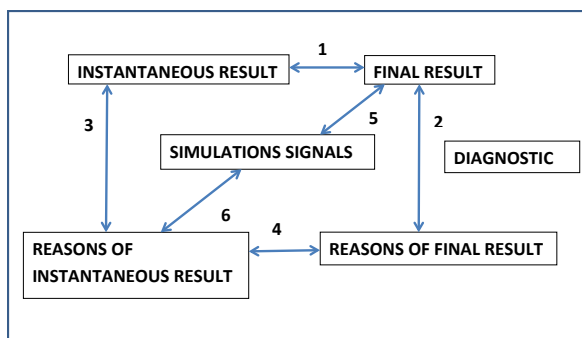 1
INSTANTANEOUS RESULT
FINAL RESULT
3
5
2
SIMULATIONS SIGNALS
DIAGNOSTIC
6
4
REASONS OF
INSTANTANEOUS RESULT
REASONS OF FINAL RESULT